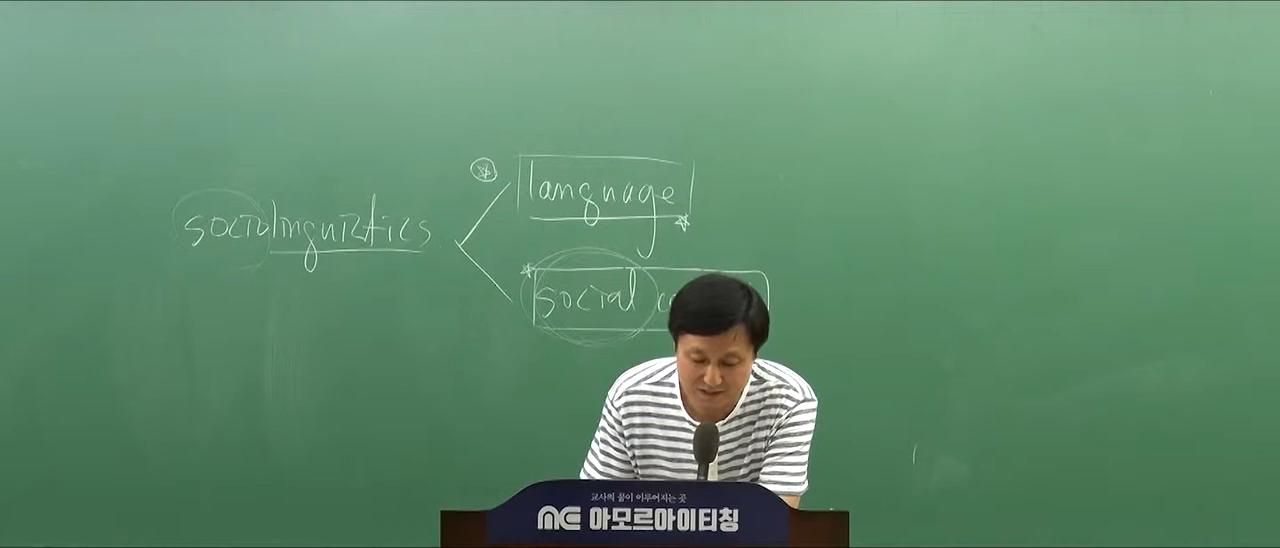 sociolinguistics
language
social
교사의 꿈이 이루어지는 곳
아모르아이티칭